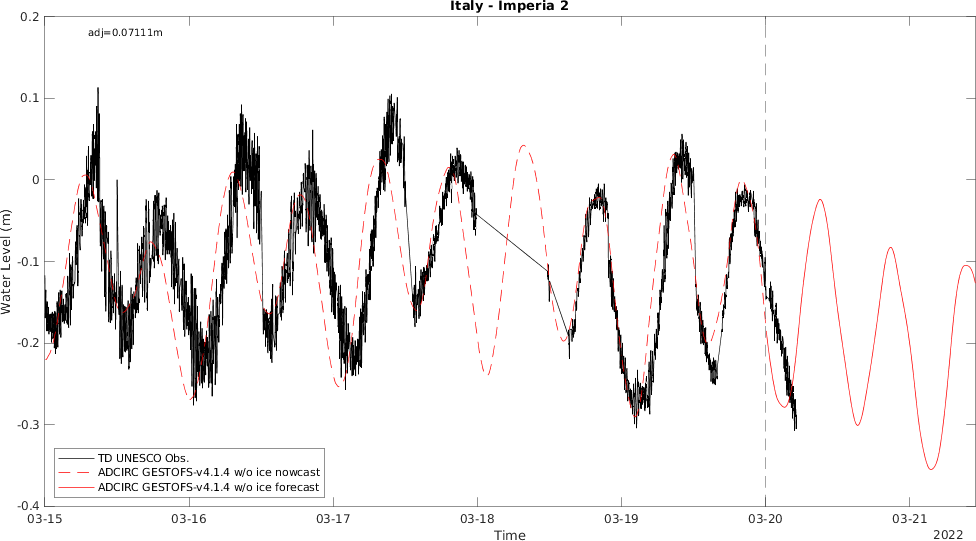 Italy - Imperia 2
0.2
adj=0.07111m
0.1
0
-0.1
Water Level (m)
-0.2
-0.3
-0.4
TD UNESCO Obs.
ADCIRC GESTOFS-v4.1.4 w/o ice nowcast
ADCIRC GESTOFS-v4.1.4 w/o ice forecast
03-15 03-16 03-17 03-18 03-19 03-20 03-21
Time
2022